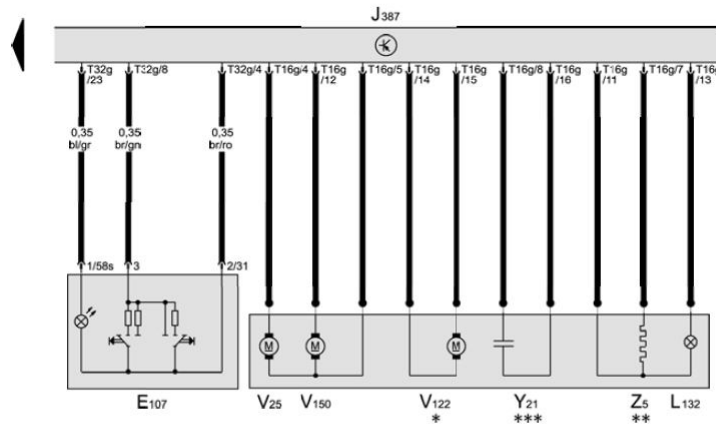 J387
T32g T32g/8 T32g/4 T16g/4 T16g T16g/5 T16g T16g T16g/8 T16g T16g T16g/7 T16g
/23 /12 /14 /15 /16 /11 /13
0,35 0,35 0,35
bl/gr br/gn br/ro
1/58s 3 2/31
M M M
E107 V25 V150 V122 Y21 Z5 L132
* *** **